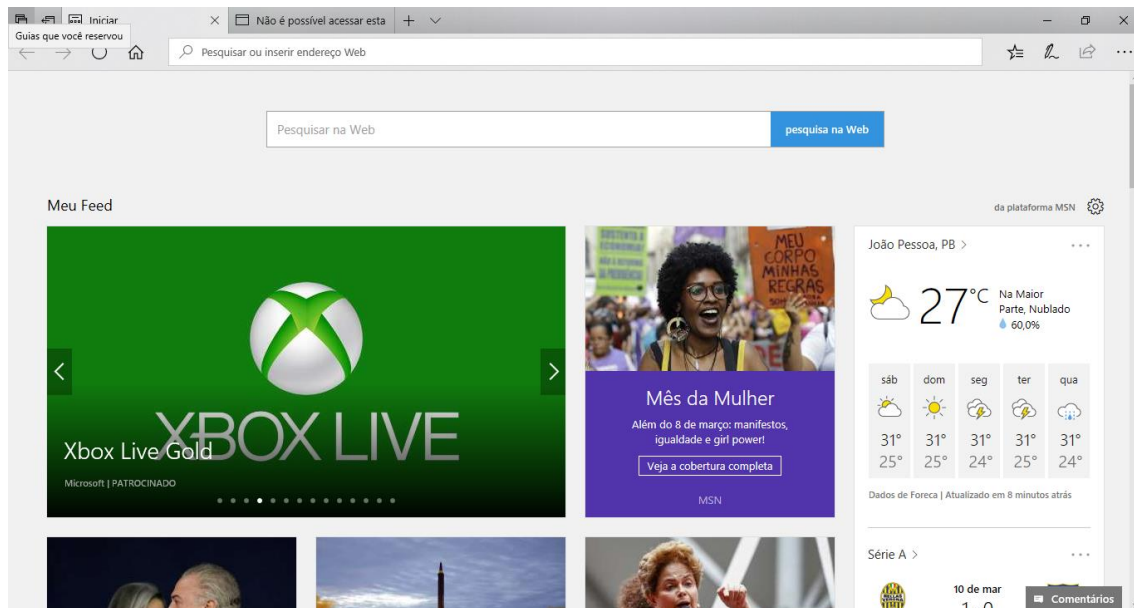 Iniciar
Não é possível acessar esta
Guias que você reservou
Pesquisar ou inserir endereço Web
Pesquisar na Web
pesquisa na Web
Meu Feed
da plataforma MSN
XBOX LIVE
Xbox Live Gold
Microsoft | PATROCINADO
MEU
CORPO
MINHAS
REGRAS
Mês da Mulher
Além do 8 de março: manifestos,
igualdade e girl power!
Veja a cobertura completa
MSN
João Pessoa, PB >
27°C
Na Maior
Parte, Nublado
60,0%
sáb dom seg ter qua
31° 31° 31° 31° 31°
25° 25° 24° 25° 24°
Dados de Foreca | Atualizado em 8 minutos atrás
Série A >
10 de mar
Comentários